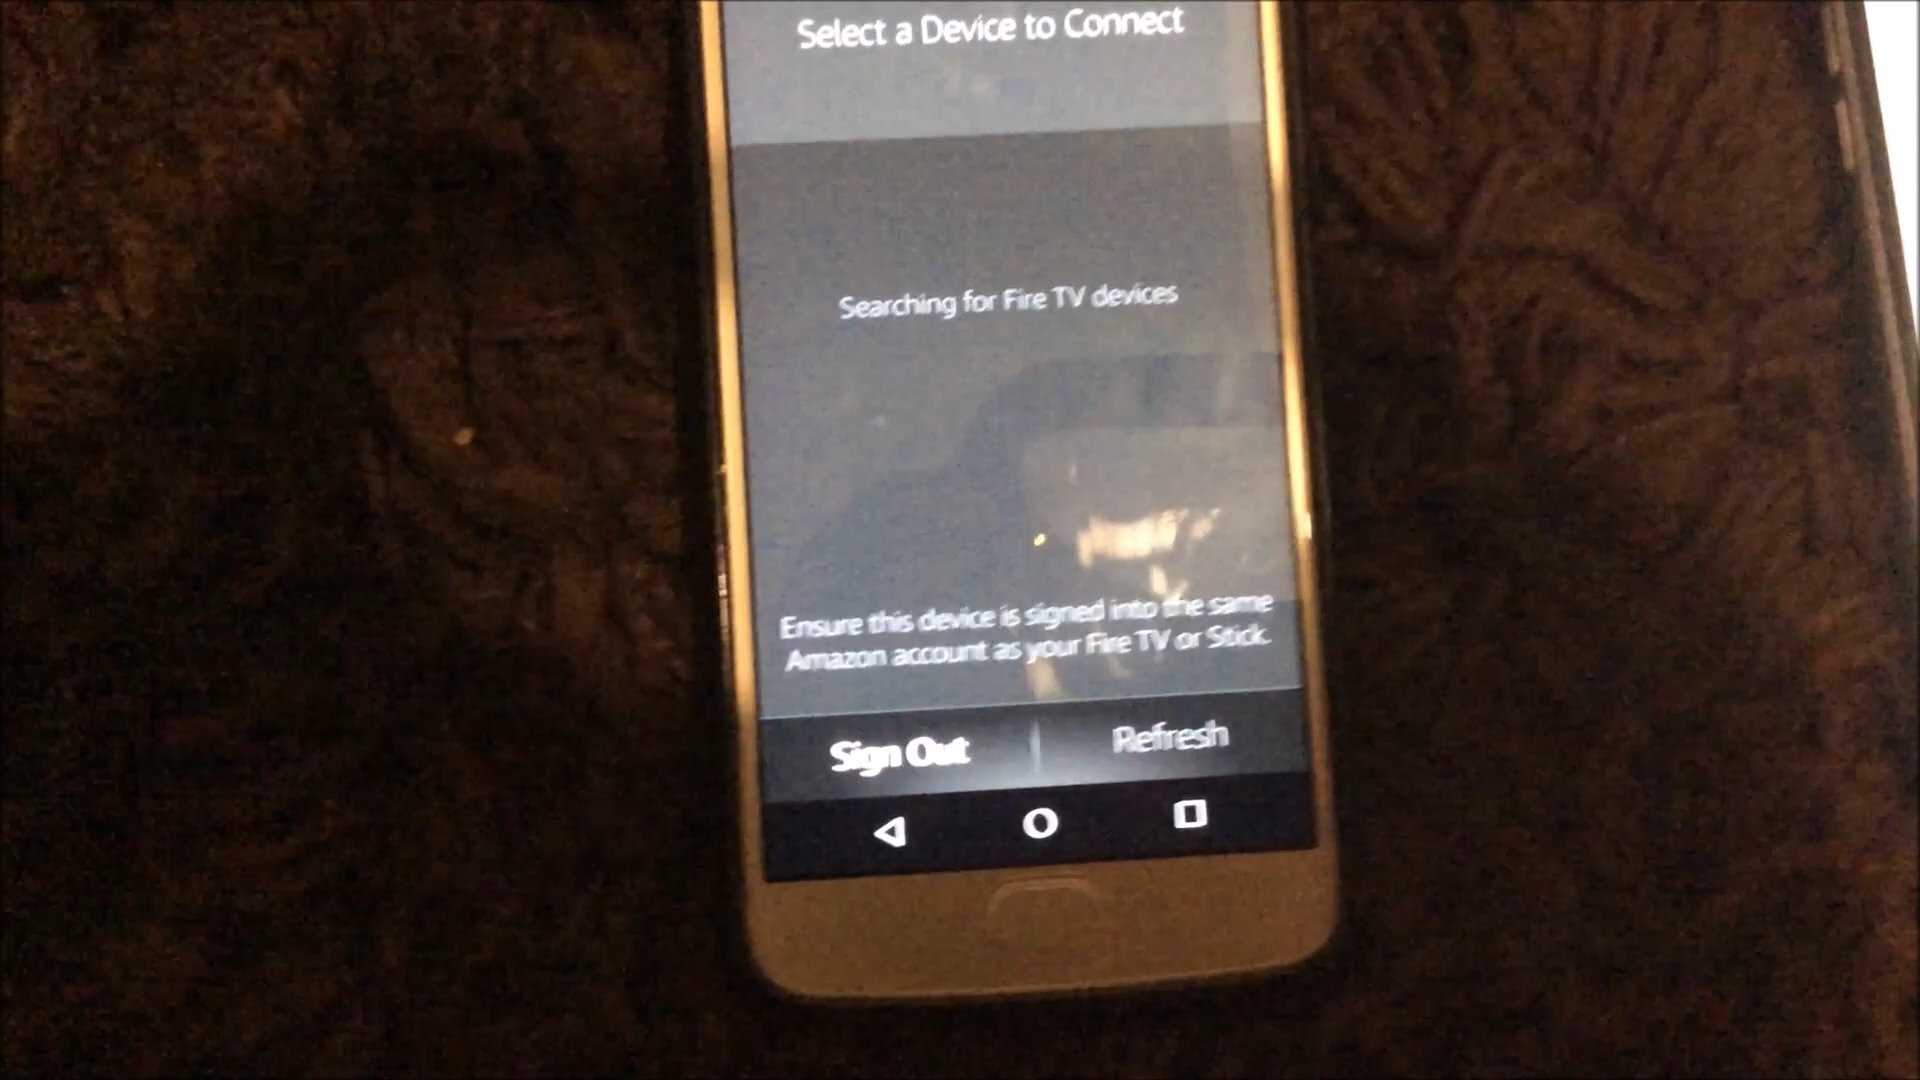 Select a Device to Connect
Searching for Fire TV devices
Ensure this device is signed into the same
Amazon account as your Fire TV or Stick.
Sign Out
Refresh